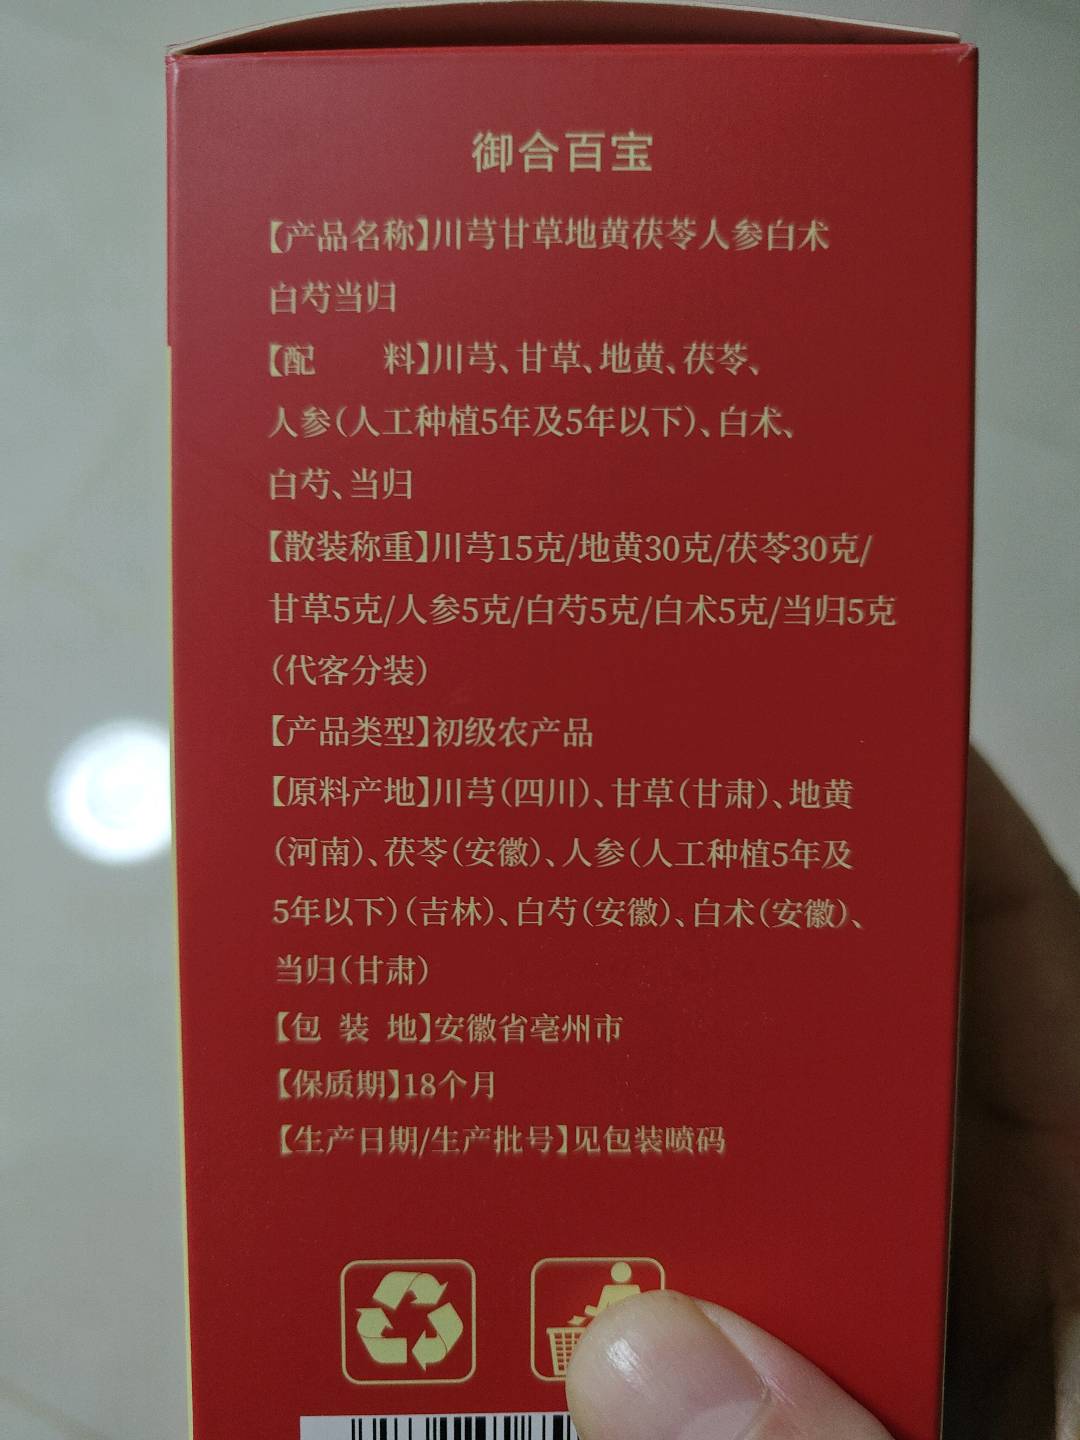 御合百宝
【产品名称】川芎甘草地黄茯苓人参白术
白芍当归
【配 料】川芎、甘草、地黄、茯苓、
人参(人工种植5年及5年以下)、白术、
白芍、当归
【散装称重】川芎15克/地黄30克/茯苓30克/
甘草5克/人参5克/白芍5克/白术5克/当归5克
(代客分装)
【产品类型】初级农产品
【原料产地】川芎(四川)、甘草(甘肃)、地黄
(河南)、茯苓(安徽)、人参(人工种植5年及
5年以下)(吉林)、白芍(安徽)、白术(安徽)、
当归(甘肃)
【包 装 地】安徽省亳州市
【保质期】18个月
【生产日期/生产批号】见包装喷码